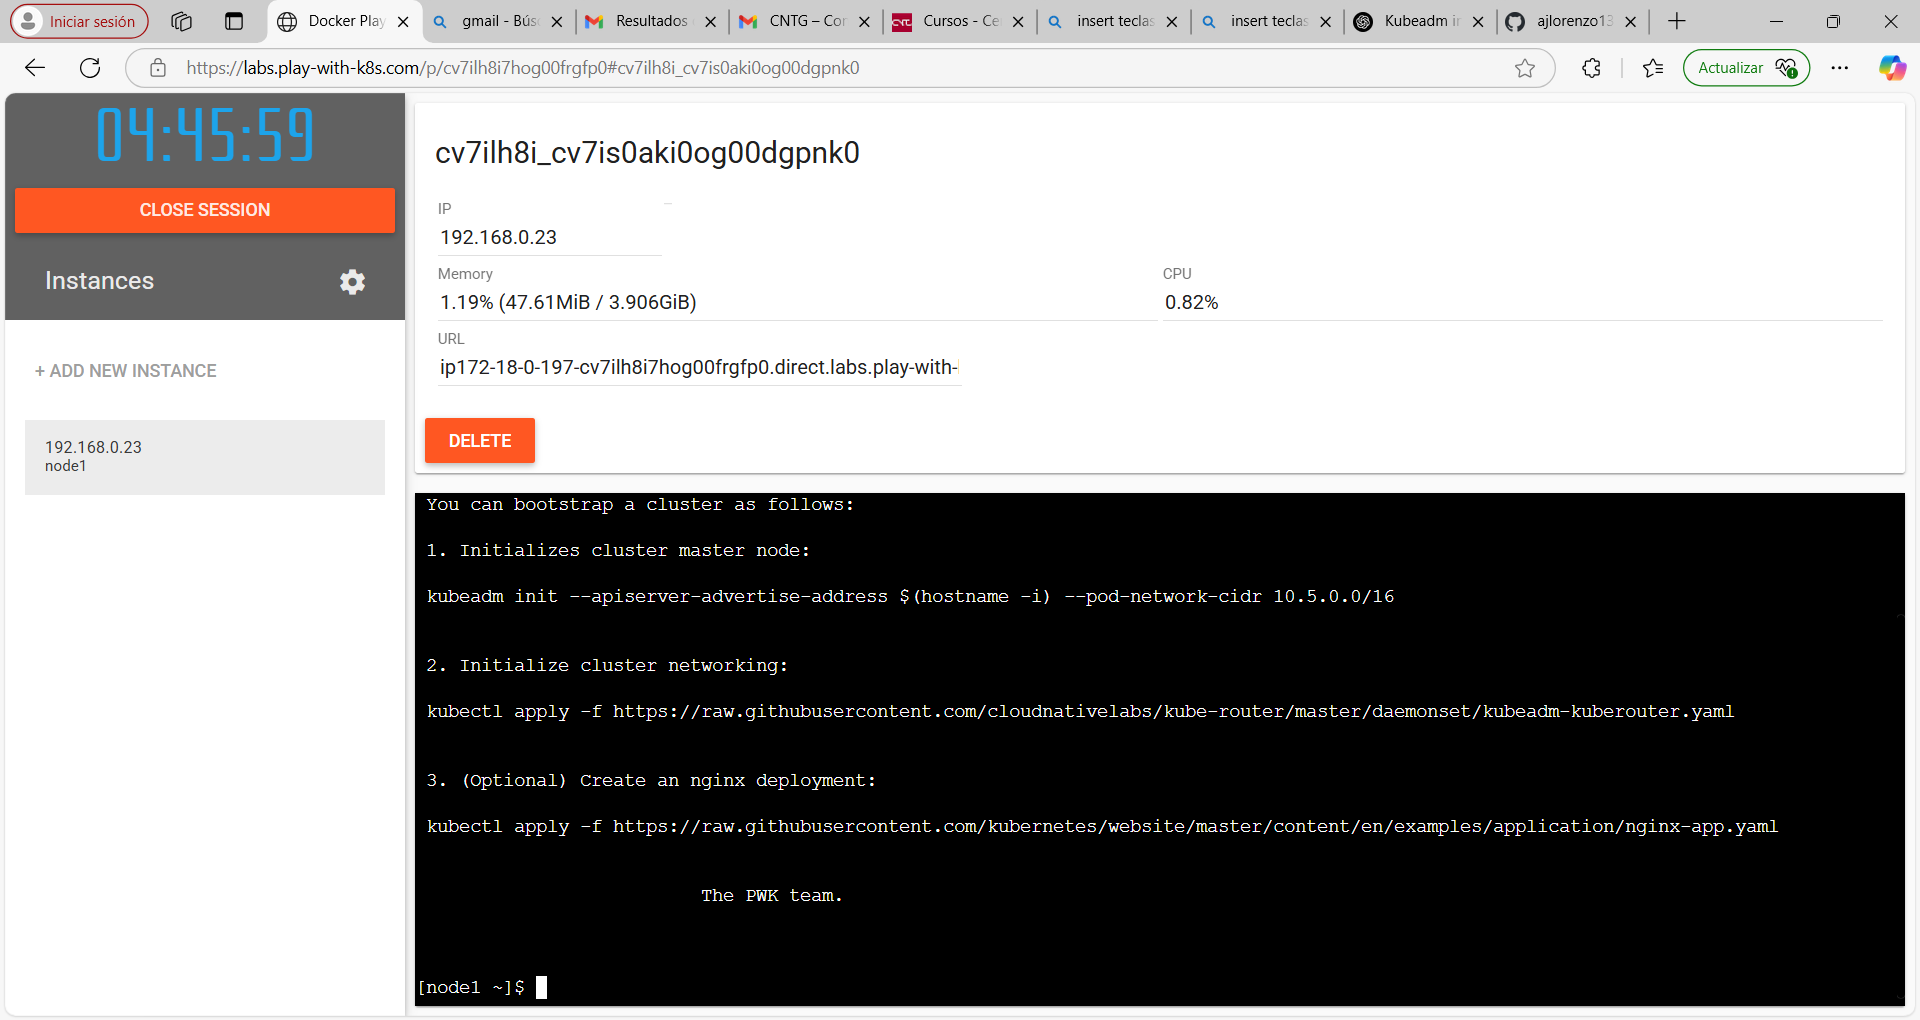 Iniciar sesión
Docker Play
gmail - Bús
Resultados
CNTG – Cor
Cursos - Ce
insert teclas
insert teclas
Kubeadm in
ajlorenzo13
https://labs.play-with-k8s.com/p/cv7ilh8i7hog00frgfp0#cv7ilh8i_cv7is0aki0og00dgpnk0
Actualizar
04:45:59
CLOSE SESSION
Instances
+ ADD NEW INSTANCE
192.168.0.23
node1
cv7ilh8i_cv7is0aki0og00dgpnk0
IP
192.168.0.23
Memory
1.19% (47.61MiB / 3.906GiB)
CPU
0.82%
URL
ip172-18-0-197-cv7ilh8i7hog00frgfp0.direct.labs.play-with-
DELETE
You can bootstrap a cluster as follows:
1. Initializes cluster master node:
kubeadm init --apiserver-advertise-address $(hostname -i) --pod-network-cidr 10.5.0.0/16
2. Initialize cluster networking:
kubectl apply -f https://raw.githubusercontent.com/cloudnativelabs/kube-router/master/daemonset/kubeadm-kuberouter.yaml
3. (Optional) Create an nginx deployment:
kubectl apply -f https://raw.githubusercontent.com/kubernetes/website/master/content/en/examples/application/nginx-app.yaml
The PWK team.
[node1 ~]$